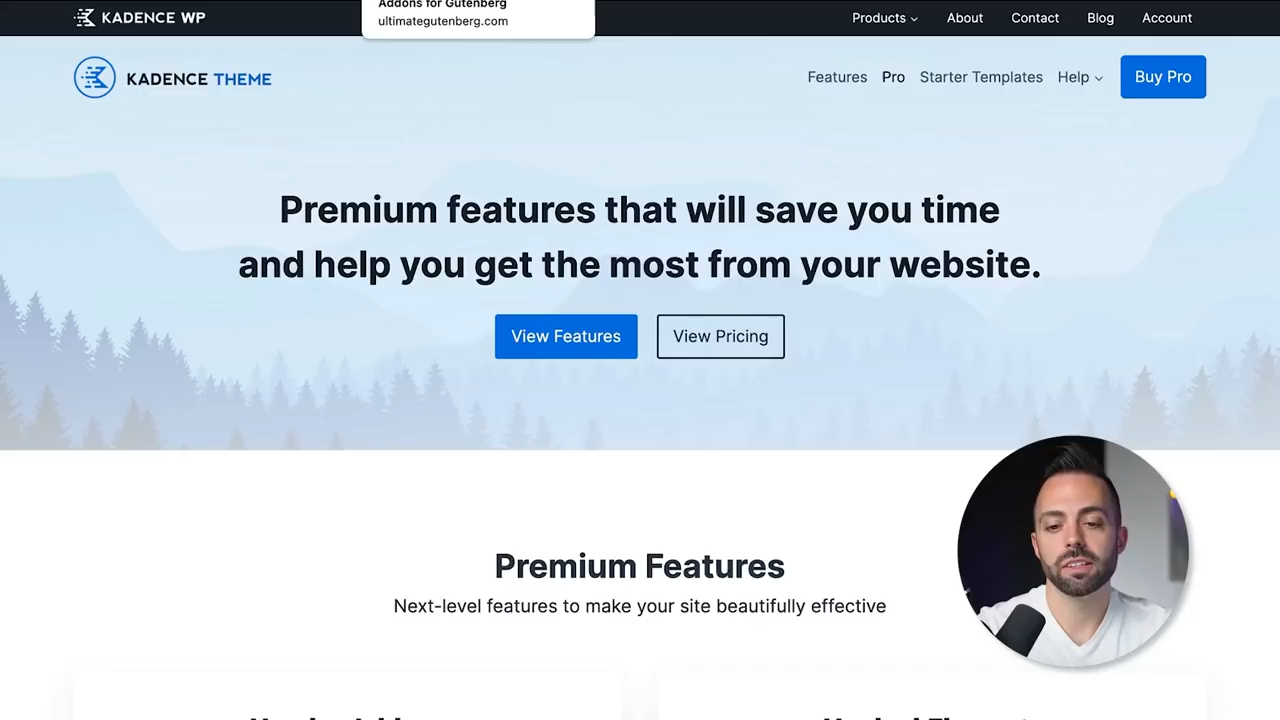 Addons for Gutenberg
ultimategutenberg.com
KADENCE WP
Products
About
Contact
Blog
Account
KADENCE THEME
Features
Pro
Starter Templates
Help
Buy Pro
Premium features that will save you time
and help you get the most from your website.
View Features
View Pricing
Premium Features
Next-level features to make your site beautifully effective